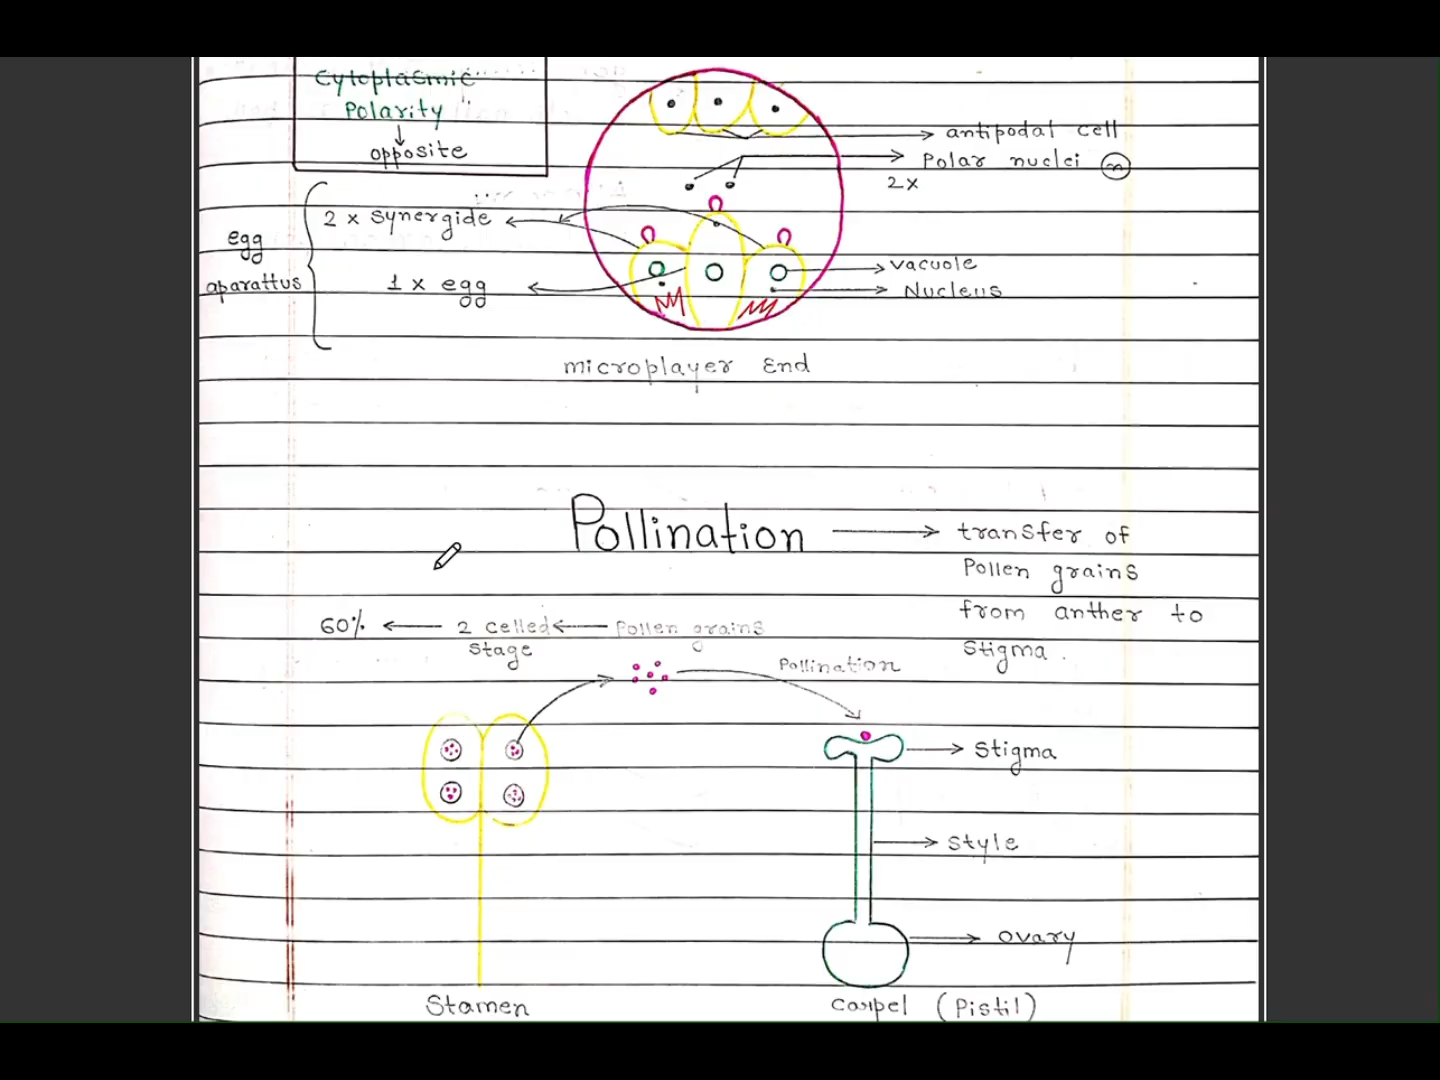 Cytoplasmic
Polarity
opposite
antipodal cell
Polar nuclei n
2x
2 x synergide
egg
aparattus
1 x egg
vacuole
Nucleus
microplayer End
Pollination
transfer of
Pollen grains
from anther to
Stigma.
60% 2 celled Pollen grains
stage
Pollination
Stigma
Style
Ovary
Stamen
Carpel (Pistil)